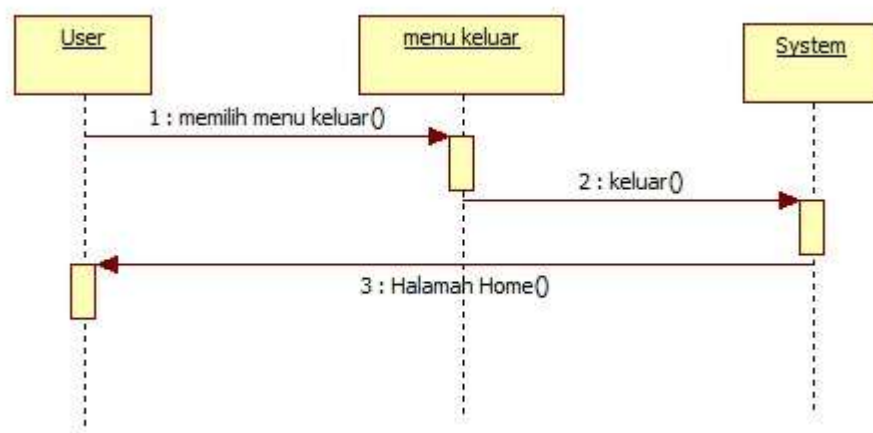 User
menu keluar
System
1 : memilih menu keluar()
2 : keluar()
3 : Halamah Home()